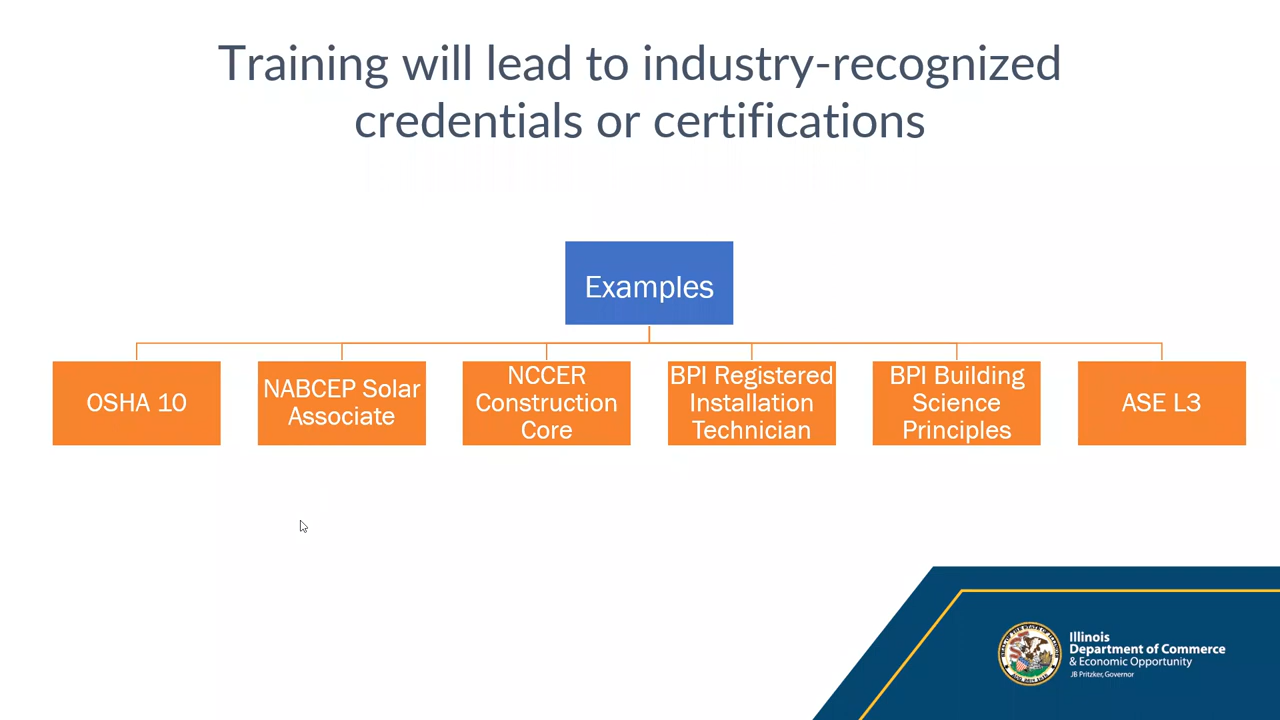 Training will lead to industry-recognized
credentials or certifications
Examples
OSHA 10
NABCEP Solar
Associate
NCCER
Construction
Core
BPI Registered
Installation
Technician
BPI Building
Science
Principles
ASE L3
Illinois
Department of Commerce
& Economic Opportunity
JB Pritzker, Governor